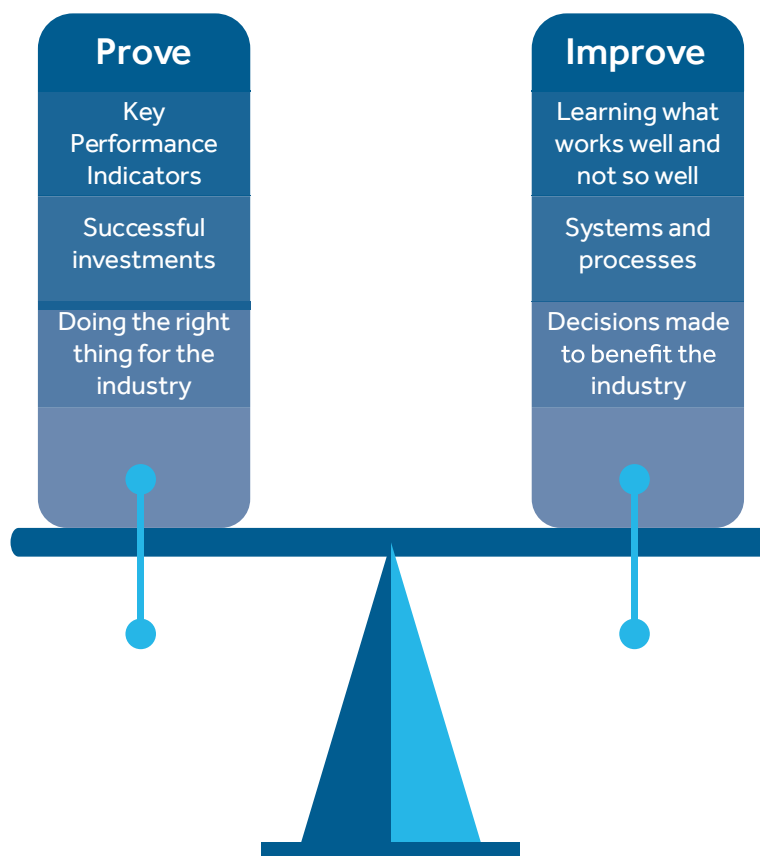 Prove
Key
Performance
Indicators
Successful
investments
Doing the right
thing for the
industry
Improve
Learning what
works well and
not so well
Systems and
processes
Decisions made
to benefit the
industry